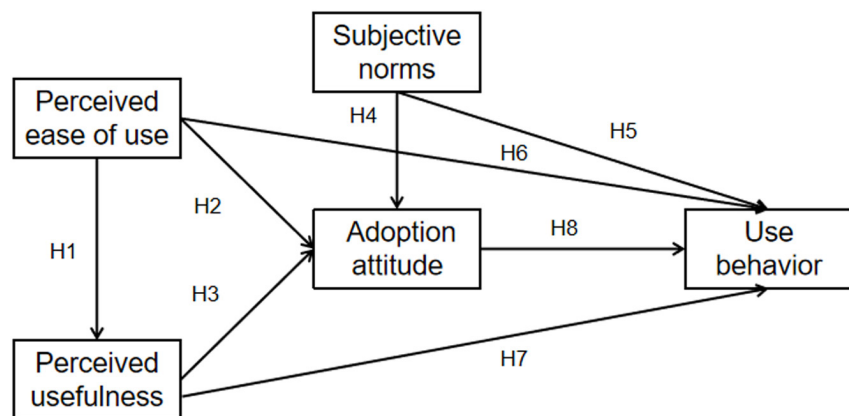 Subjective
norms
Perceived
ease of use
H4
H5
H6
H2
Adoption
attitude
H8
Use
behavior
H1
H3
Perceived
usefulness
H7